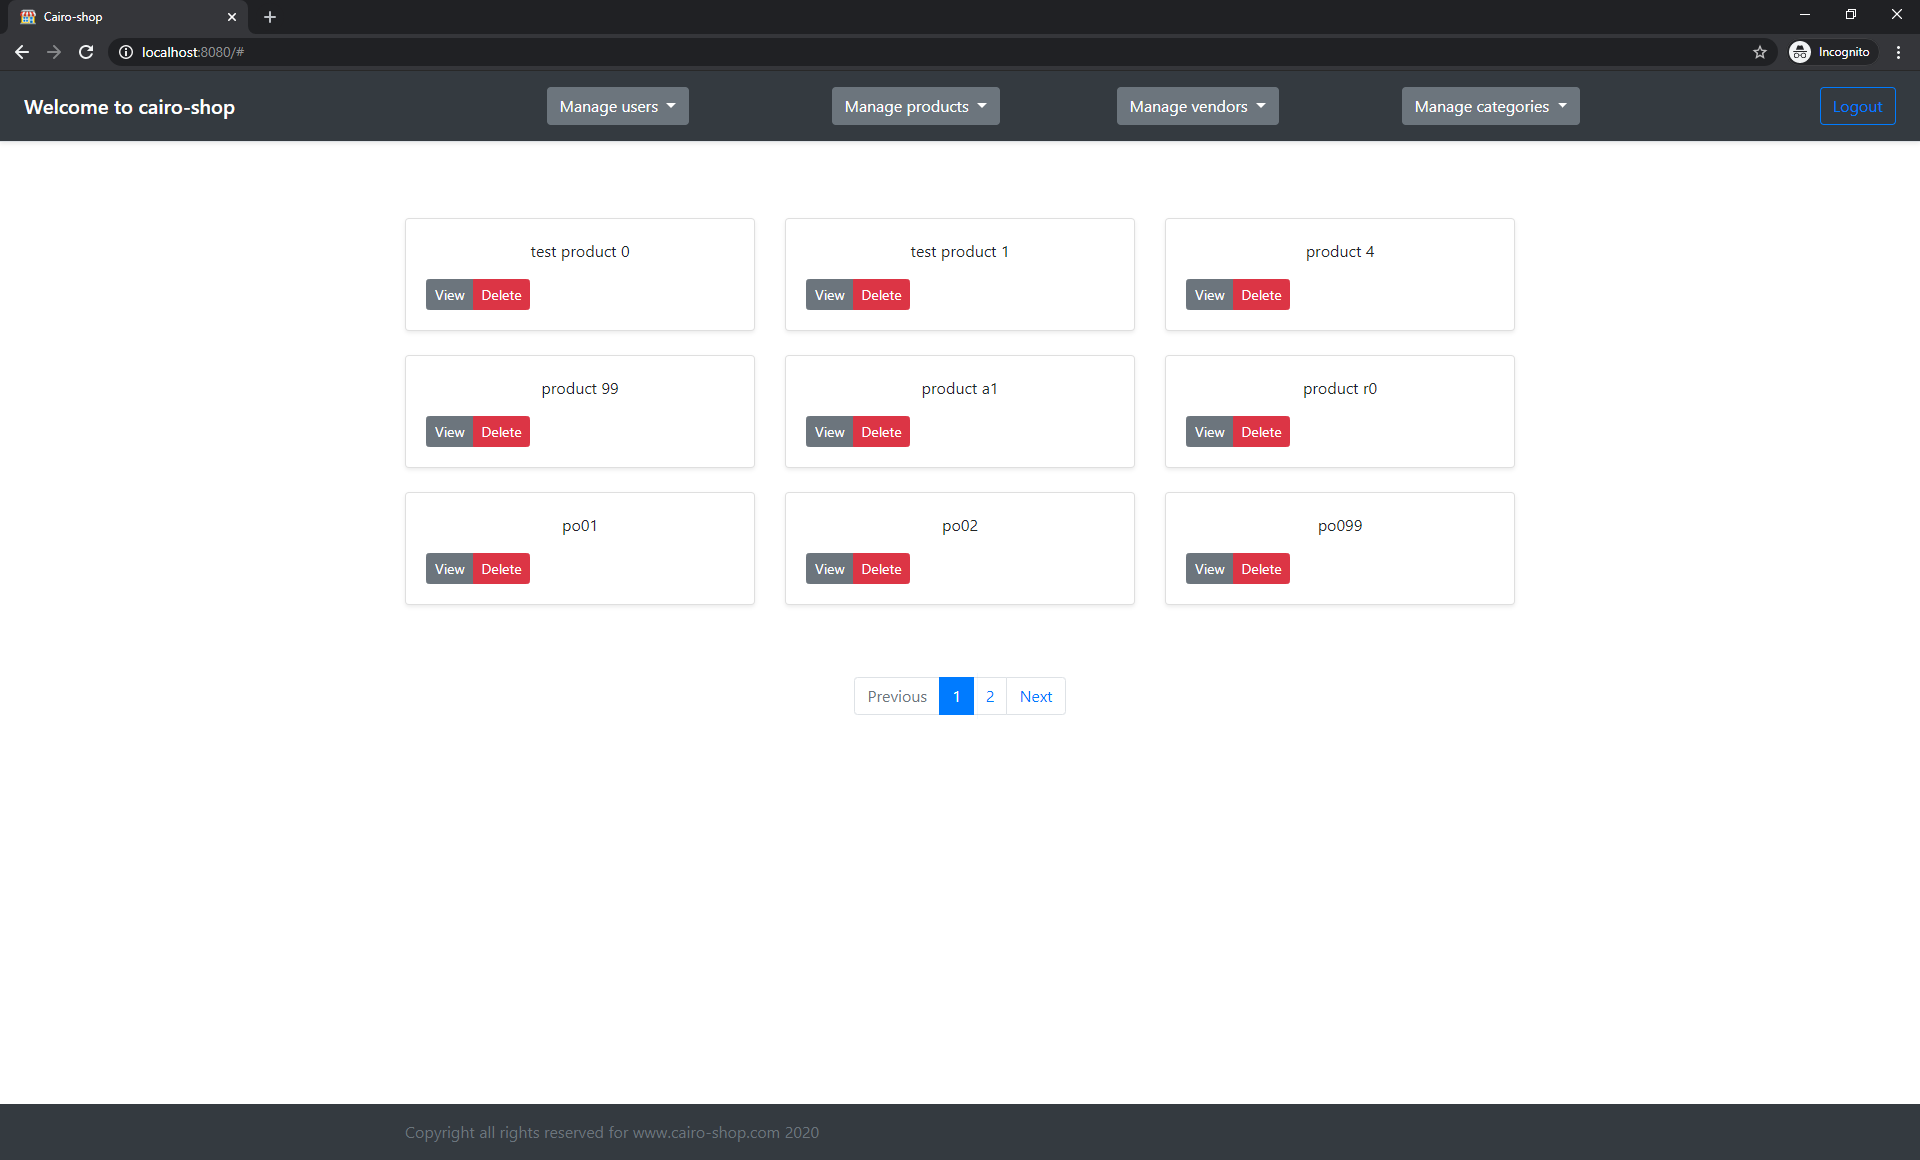 Cairo-shop
localhost:8080/#
Incognito
Welcome to cairo-shop
Manage users
Manage products
Manage vendors
Manage categories
Logout
test product 0
View Delete
test product 1
View Delete
product 4
View Delete
product 99
View Delete
product a1
View Delete
product r0
View Delete
po01
View Delete
po02
View Delete
po099
View Delete
Previous 1 2 Next
Copyright all rights reserved for www.cairo-shop.com 2020